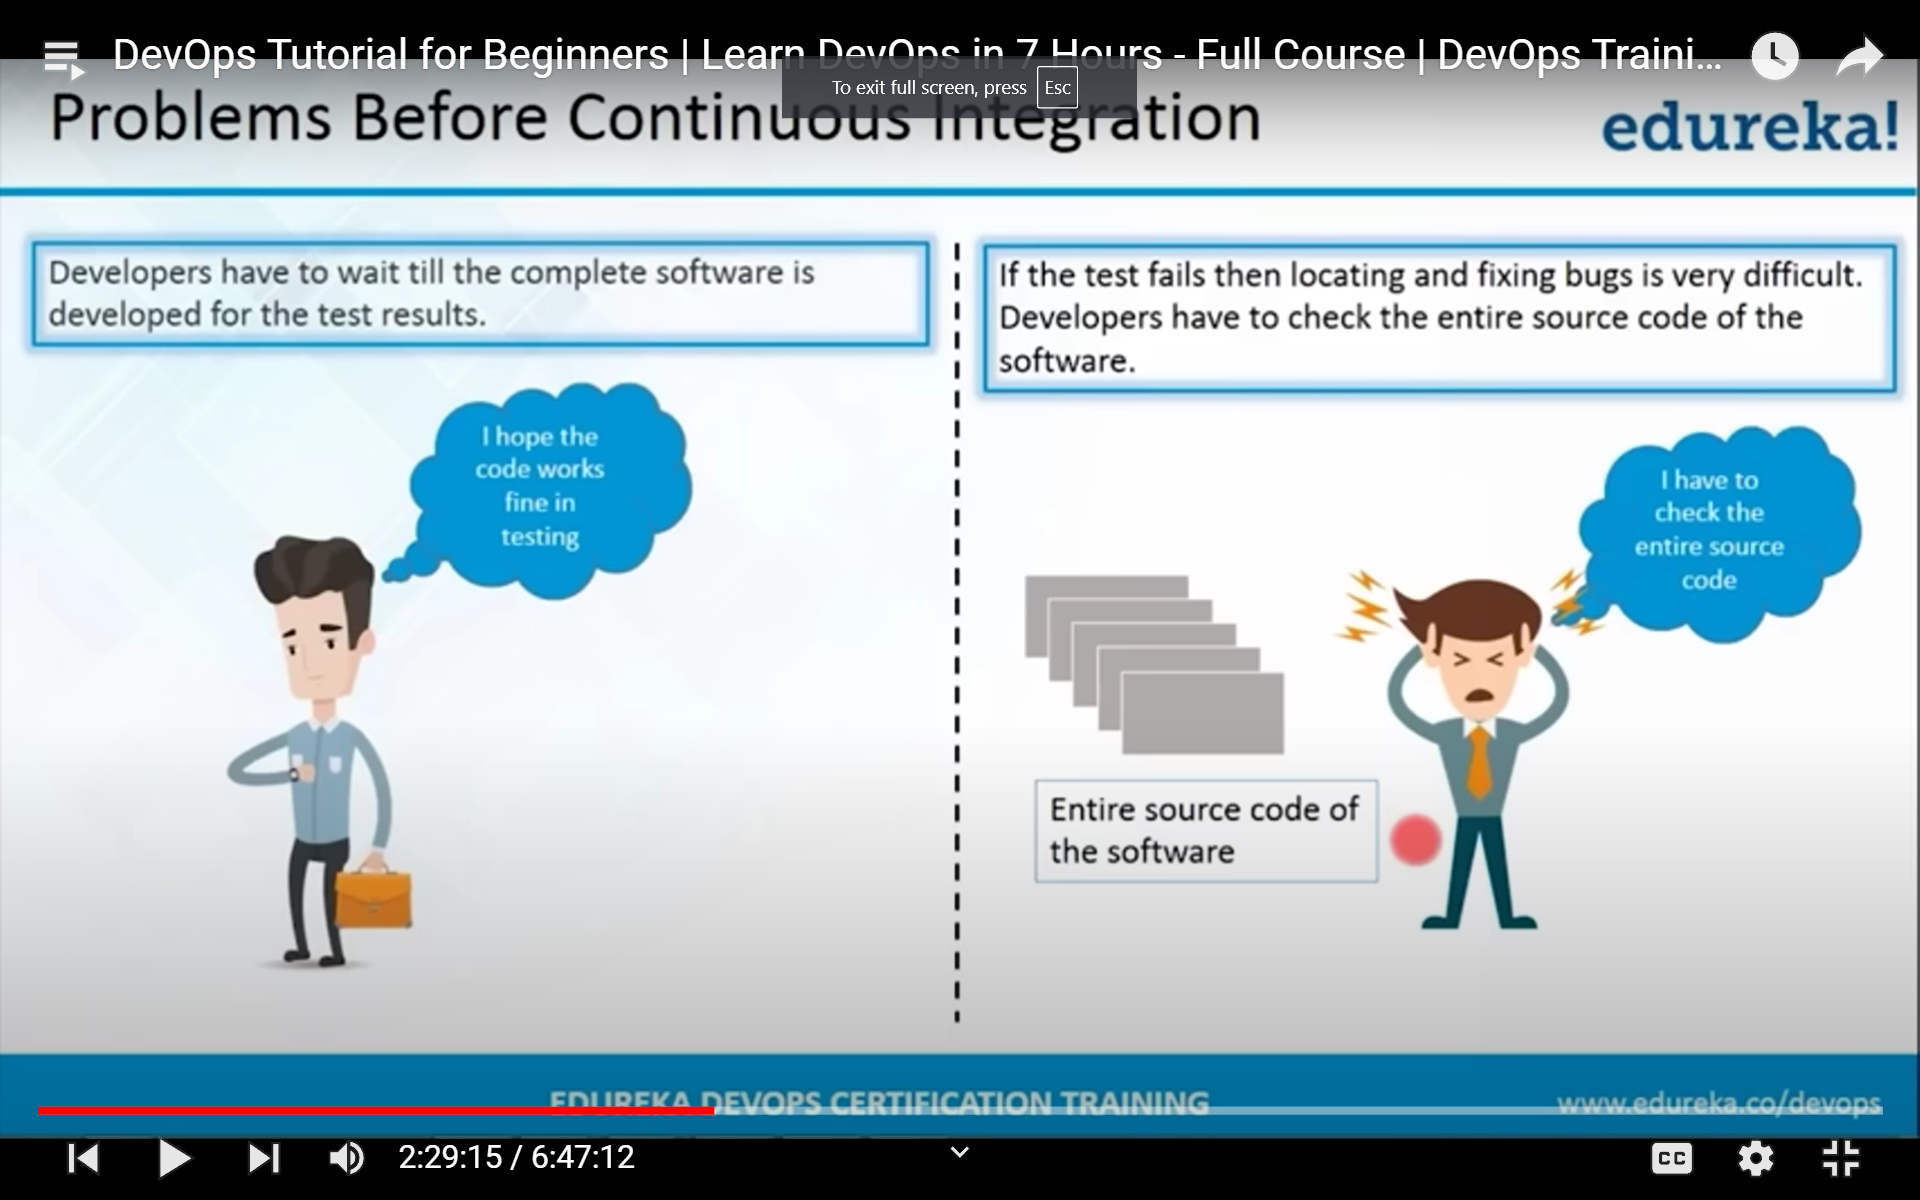 DevOps Tutorial for Beginners | Learn DevOps in 7 Hours - Full Course | DevOps Traini...
To exit full screen, press Esc
Problems Before Continuous Integration
edureka!
Developers have to wait till the complete software is
developed for the test results.
If the test fails then locating and fixing bugs is very difficult.
Developers have to check the entire source code of the
software.
I hope the
code works
fine in
testing
I have to
check the
entire source
code
Entire source code of
the software
EDUREKA DEVOPS CERTIFICATION TRAINING
www.edureka.co/devops
2:29:15 / 6:47:12
CC